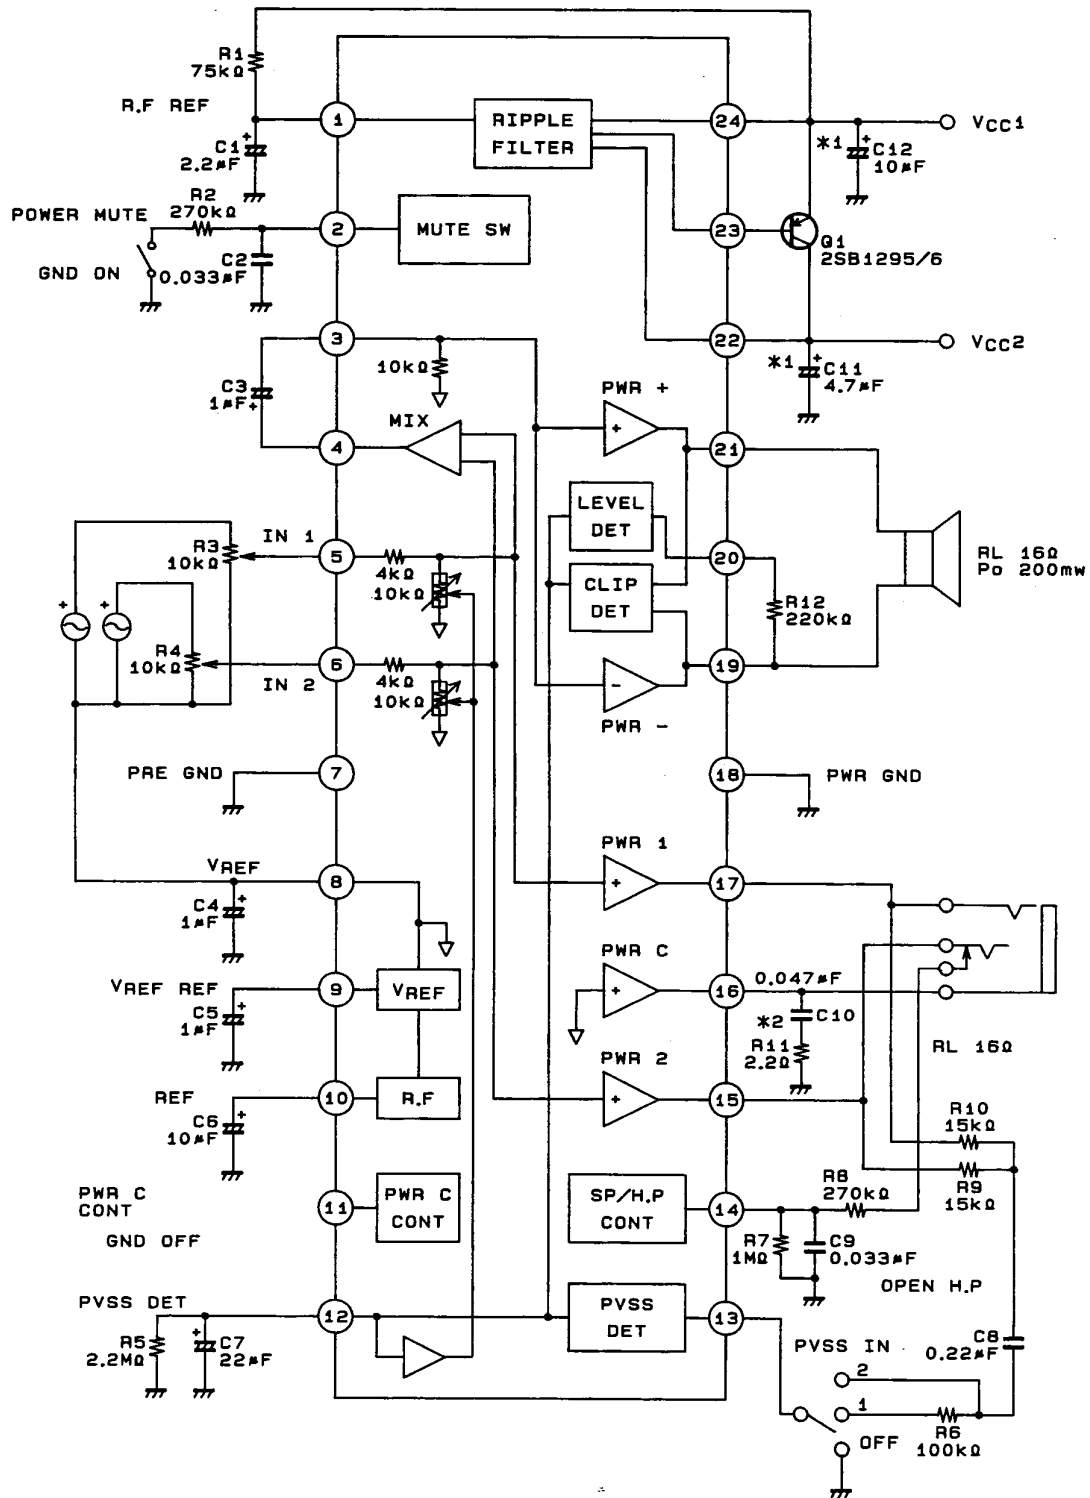 R1
75kΩ
R.F REF
1
RIPPLE
FILTER
24
VCC1
C1
2.2μF
*1
C12
10μF
R2
270kΩ
POWER MUTE
2
MUTE SW
23
Q1
2SB1295/6
GND ON
C2
0.033μF
3
22
VCC2
10kΩ
*1
C11
4.7μF
C3
1μF
PWR +
MIX
4
+
21
LEVEL
DET
IN 1
R3
10kΩ
5
4kΩ
10kΩ
20
RL 16Ω
Po 200mw
CLIP
DET
R12
220kΩ
+
+
R4
10kΩ
6
IN 2
4kΩ
10kΩ
19
-
PWR -
PRE GND
7
18
PWR GND
PWR 1
VREF
8
+
17
C4
1μF
PWR C
VREF REF
9
VREF
+
16
0.047μF
C5
1μF
*2
C10
R11
2.2Ω
RL 16Ω
PWR 2
REF
10
R.F
+
15
C6
10μF
R10
15kΩ
R9
15kΩ
PWR C
CONT
11
PWR C
CONT
SP/H.P
CONT
14
R8
270kΩ
GND OFF
R7
1MΩ
C9
0.033μF
OPEN H.P
PVSS DET
12
PVSS
DET
13
R5
2.2MΩ
C7
22μF
PVSS IN
C8
0.22μF
2
1
OFF
R6
100kΩ